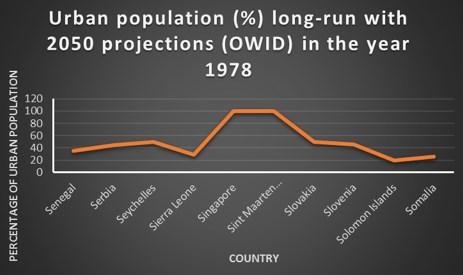 Urban population (%) long-run with
2050 projections (OWID) in the year
1978
PERCENTAGE OF URBAN POPULATION
120
100
80
60
40
20
0
Senegal
Serbia
Seychelles
Sierra Leone
Singapore
Sint Maarten...
Slovakia
Slovenia
Solomon Islands
Somalia
COUNTRY